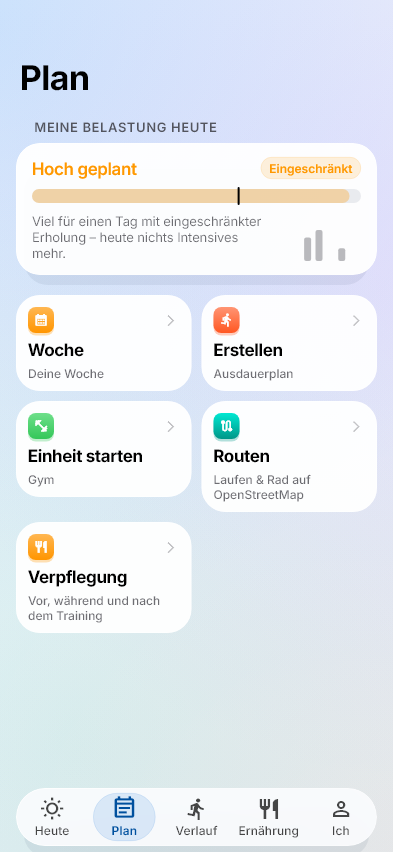 Plan
MEINE BELASTUNG HEUTE
Hoch geplant
Eingeschränkt
Viel für einen Tag mit eingeschränkter
Erholung – heute nichts Intensives
mehr.
Woche
Deine Woche
Erstellen
Ausdauerplan
Einheit starten
Gym
Routen
Laufen & Rad auf
OpenStreetMap
Verpflegung
Vor, während und nach
dem Training
Heute
Plan
Verlauf
Ernährung
Ich